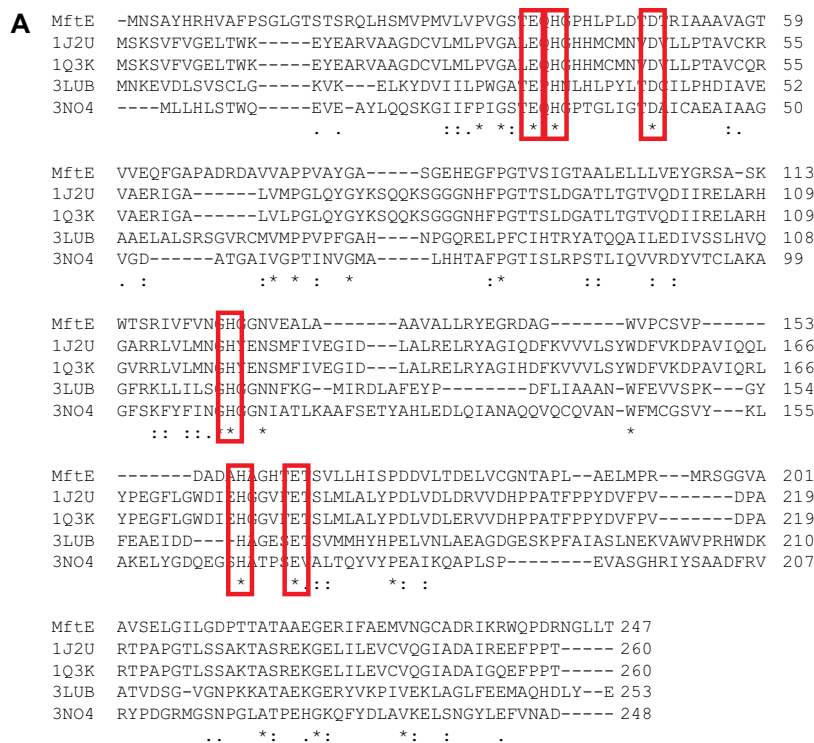 A
MftE -MNSAYHRHVAFPSGLGTSTSRQLHSMVPMVLVPVGSTEQHGPHLPLDTDTRIAAAVAGT 59
1J2U MSKSVFVGELTWK-----EYEARVAAGDCVLMLPVGALEQHGHHMCMNVDVLLPTAVCKR 55
1Q3K MSKSVFVGELTWK-----EYEARVAAGDCVLMLPVGALEQHGHHMCMNVDVLLPTAVCQR 55
3LUB MNKEVDLSVSCLG-----KVK--ELKYDVIILPWGATEPHNLHLPYLTDCILPHDIAVE 52
3NO4 ----MLLHLSTWQ-----EVE-AYLQQSKGIIFPIGSTEQHGPTGLIGTDAICAEAIAAG 50
. . ::.* *: * * * :.
MftE VVEQFGAPADRDAVVAPPVAYGA-----SGEHEGFPGTVSIGTAALELLLVEYGRSA-SK 113
1J2U VAERIGA------LVMPGLQYGYKSQQKSGGGNHFPGTTSLDGATLTGTVQDIIRELARH 109
1Q3K VAERIGA------LVLPGLQYGYKSQQKSGGGNHFPGTTSLDGATLTGTVQDIIRELARH 109
3LUB AAELALSRSGVRCMVMPPVPFGAH----NPGQRELPFCIHTRYATQQAILEDIVSSLHVQ 108
3NO4 VGD------ATGAIVGPTINVGMA----LHHTAFPGTISLRPSTLIQVVRDYVTCLAKA 99
. : :* * : * :* :: : :
MftE WTSRIVFVNGHGGNVEALA-------AAVALLRYEGRDAG------WVPCSVP------- 153
1J2U GARRLVLMNGHYENSMFIVEGID---LALRELRYAGIQDFKVVVLSYWDFVKDPAVIQQL 166
1Q3K GVRRLVLMNGHYENSMFIVEGID---LALRELRYAGIHDFKVVVLSYWDFVKDPAVIQRL 166
3LUB GFRKLLILSGHGGNNFKG--MIRDLAFEYP--------DFLIAAAN-WFEVVSPK---GY 154
3NO4 GFSKFYFINGHGGNIATLKAAFSETYAHLEDLQIANAQQVQCQVAN-WFMCGSVY---KL 155
:: ::.** * *
MftE -------DADAHAGHTETSVLLHISPDDVLTDELVCGNTAPL--AELMPR---MRSGGVA 201
1J2U YPEGFLGWDIEHGGVFETSLMLALYPDLVDLDRVVDHPPATFPPYDVFPV------DPA 219
1Q3K YPEGFLGWDIEHGGVFETSLMLALYPDLVDLERVVDHPPATFPPYDVFPV------DPA 219
3LUB FEAEIDD----HAGESETSVMMHYHPELVNLAEAGDGESKPFAIASLNEKVAWVPRHWDK 210
3NO4 AKELYGDQEGSHATPSEVALTQYVYPEAIKQAPLSP--------EVASGHRIYSAADFRV 207
* *.:: *: :
MftE AVSELGILGDPTTATAAEGERIFAEMVNGCADRIKRWQPDRNGLLT 247
1J2U RTPAPGTLSSAKTASREKGELILEVCVQGIADAIREEFPPT----- 260
1Q3K RTPAPGTLSSAKTASREKGELILEVCVQGIADAIGQEFPPT----- 260
3LUB ATVDSG-VGNPKKATAEKGERYVKPIVEKLAGLFEEMAQHDLY--E 253
3NO4 RYPDGRMGSNPGLATPEHGKQFYDLAVKELSNGYLEFVNAD----- 248
.. *: .*: *: : .